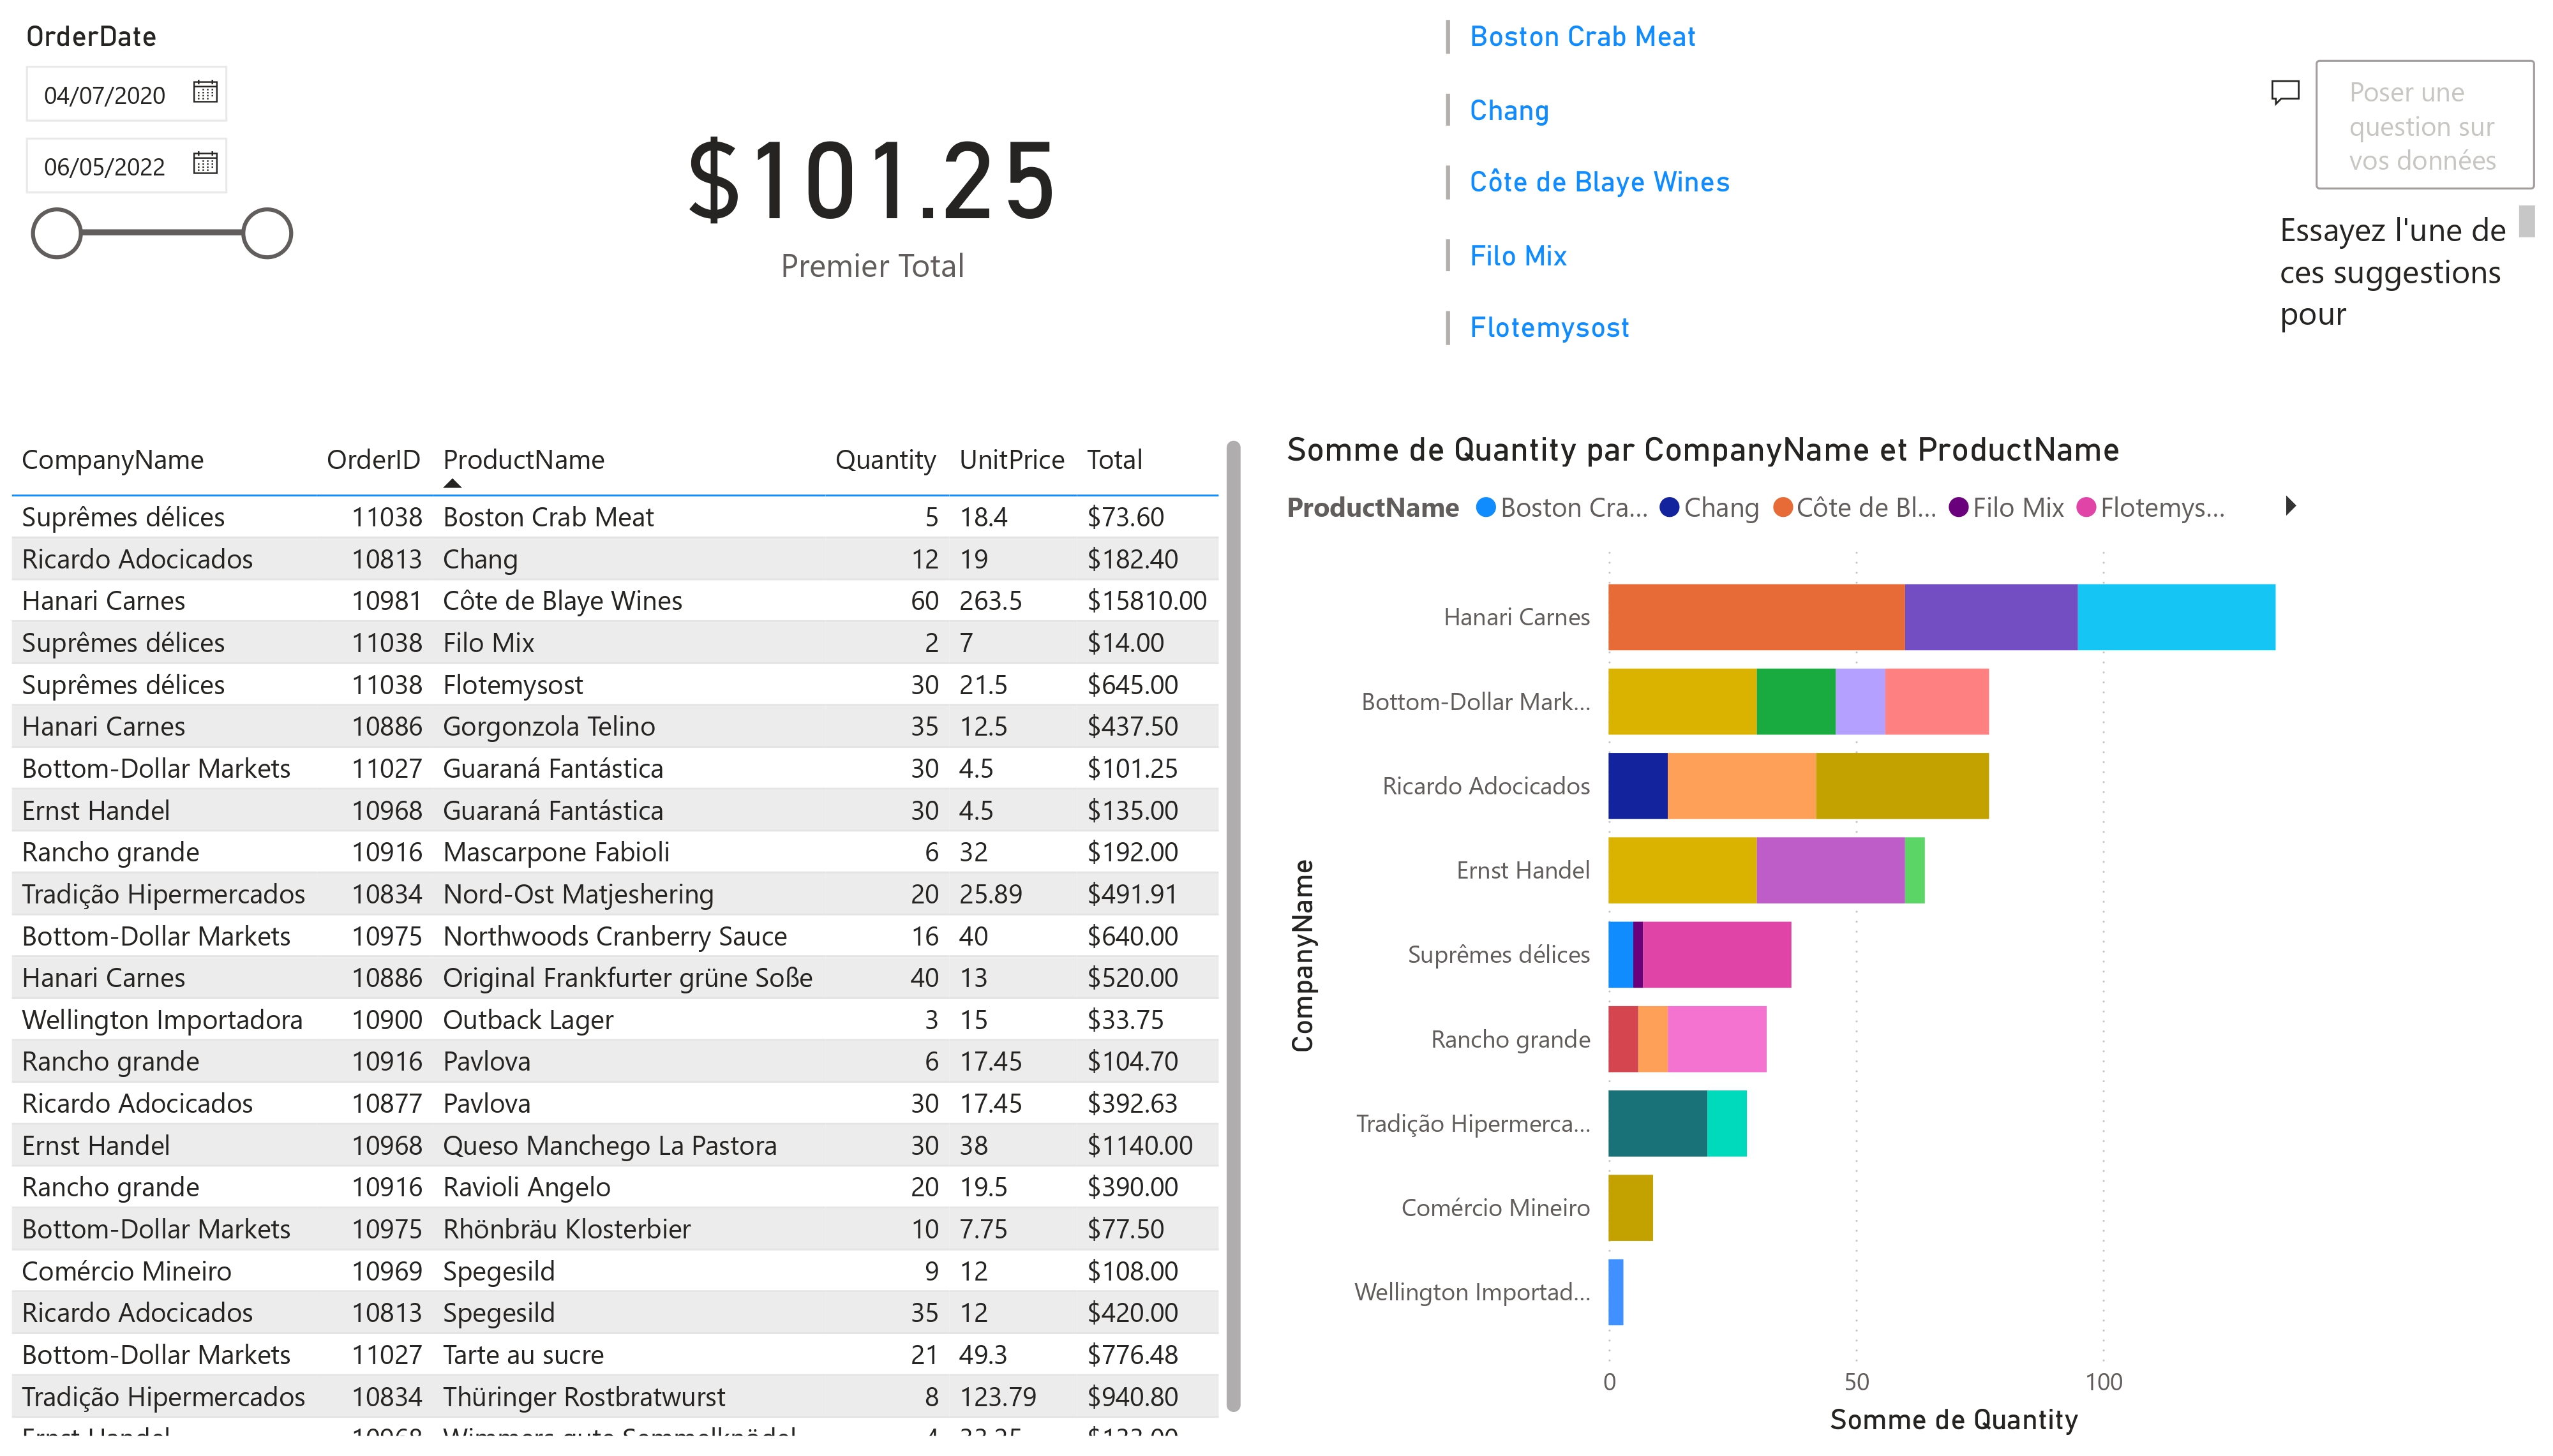 OrderDate
04/07/2020
06/05/2022
$101.25
Premier Total
Boston Crab Meat
Chang
Côte de Blaye Wines
Filo Mix
Flotemysost
Poser une
question sur
vos données
Essayez l'une de
ces suggestions
pour
CompanyName OrderID ProductName Quantity UnitPrice Total
Suprêmes délices 11038 Boston Crab Meat 5 18.4 $73.60
Ricardo Adocicados 10813 Chang 12 19 $182.40
Hanari Carnes 10981 Côte de Blaye Wines 60 263.5 $15810.00
Suprêmes délices 11038 Filo Mix 2 7 $14.00
Suprêmes délices 11038 Flotemysost 30 21.5 $645.00
Hanari Carnes 10886 Gorgonzola Telino 35 12.5 $437.50
Bottom-Dollar Markets 11027 Guaraná Fantástica 30 4.5 $101.25
Ernst Handel 10968 Guaraná Fantástica 30 4.5 $135.00
Rancho grande 10916 Mascarpone Fabioli 6 32 $192.00
Tradição Hipermercados 10834 Nord-Ost Matjeshering 20 25.89 $491.91
Bottom-Dollar Markets 10975 Northwoods Cranberry Sauce 16 40 $640.00
Hanari Carnes 10886 Original Frankfurter grüne Soße 40 13 $520.00
Wellington Importadora 10900 Outback Lager 3 15 $33.75
Rancho grande 10916 Pavlova 6 17.45 $104.70
Ricardo Adocicados 10877 Pavlova 30 17.45 $392.63
Ernst Handel 10968 Queso Manchego La Pastora 30 38 $1140.00
Rancho grande 10916 Ravioli Angelo 20 19.5 $390.00
Bottom-Dollar Markets 10975 Rhönbräu Klosterbier 10 7.75 $77.50
Comércio Mineiro 10969 Spegesild 9 12 $108.00
Ricardo Adocicados 10813 Spegesild 35 12 $420.00
Bottom-Dollar Markets 11027 Tarte au sucre 21 49.3 $776.48
Tradição Hipermercados 10834 Thüringer Rostbratwurst 8 123.79 $940.80
Ernst Handel 10968 Wimmers gute Semmelknödel 4 33.25 $133.00
Somme de Quantity par CompanyName et ProductName
ProductName Boston Cra... Chang Côte de Bl... Filo Mix Flotemys...
CompanyName
Hanari Carnes
Bottom-Dollar Mark...
Ricardo Adocicados
Ernst Handel
Suprêmes délices
Rancho grande
Tradição Hipermerca...
Comércio Mineiro
Wellington Importad...
0 50 100
Somme de Quantity